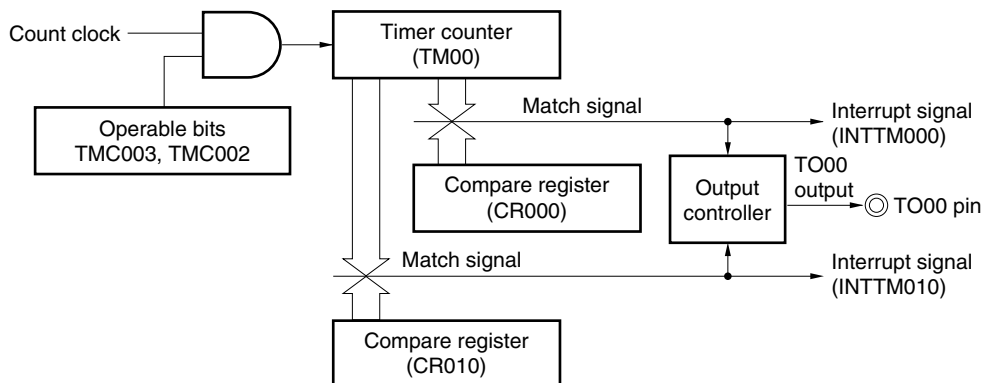 Count clock
Timer counter
(TM00)
Operable bits
TMC003, TMC002
Match signal
Interrupt signal
(INTTM000)
Compare register
(CR000)
Output
controller
TO00
output
TO00 pin
Match signal
Interrupt signal
(INTTM010)
Compare register
(CR010)